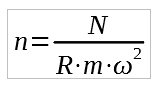 n = N / (R · m · ω²)